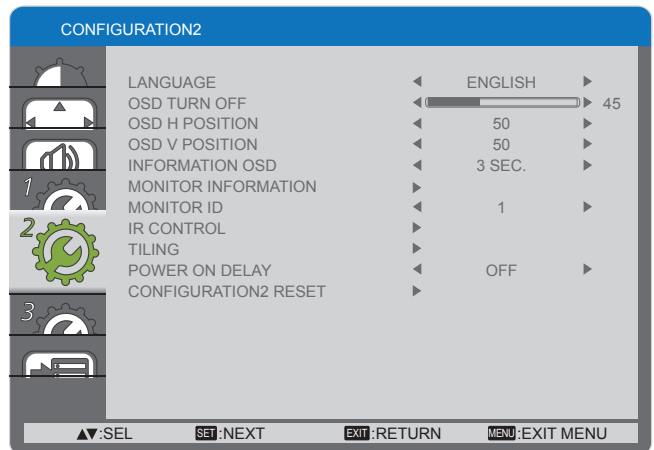 CONFIGURATION2
LANGUAGE ◀ ENGLISH ▶
OSD TURN OFF ◀ ▶ 45
OSD H POSITION ◀ 50 ▶
OSD V POSITION ◀ 50 ▶
INFORMATION OSD ◀ 3 SEC. ▶
MONITOR INFORMATION ▶
MONITOR ID ◀ 1 ▶
IR CONTROL ▶
TILING ▶
POWER ON DELAY ◀ OFF ▶
CONFIGURATION2 RESET ▶
1
2
3
▲▼:SEL SET:NEXT EXIT:RETURN MENU:EXIT MENU